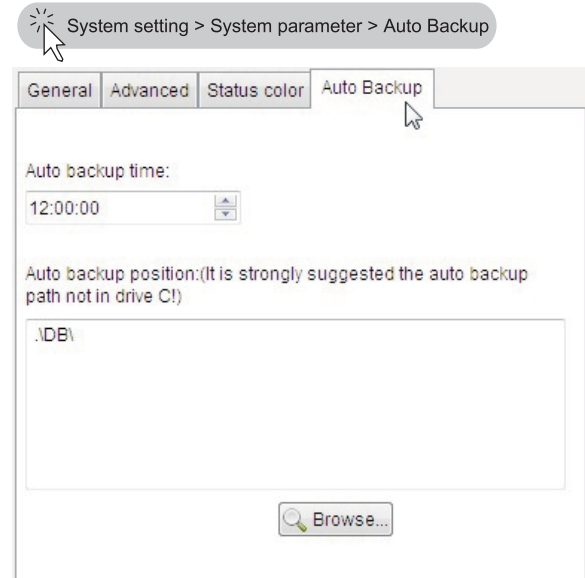 System setting > System parameter > Auto Backup
General Advanced Status color Auto Backup
Auto backup time:
12:00:00
Auto backup position:(It is strongly suggested the auto backup
path not in drive C!)
.\DB\
Browse...